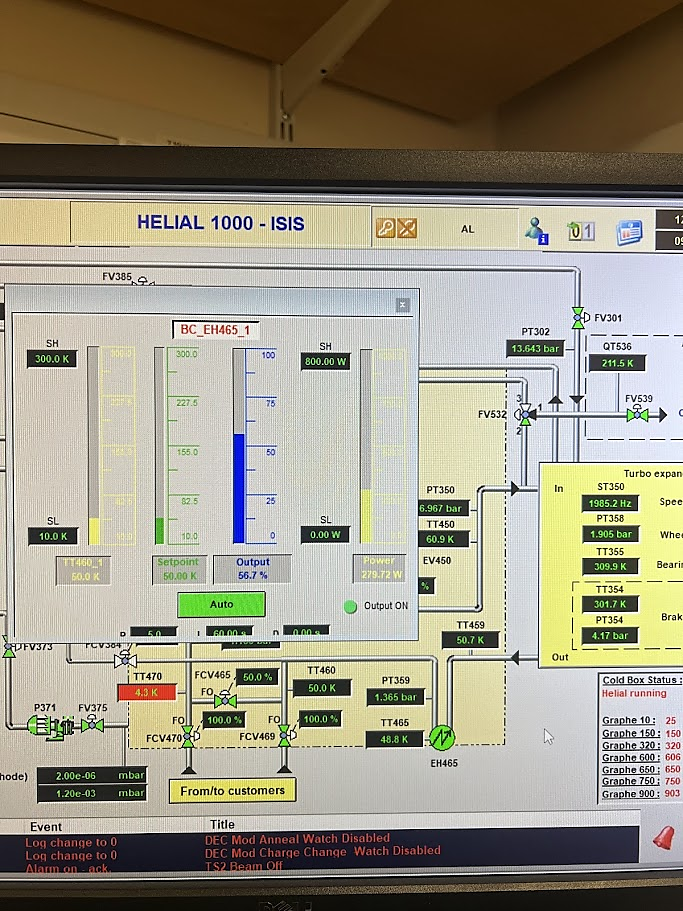 HELIAL 1000 - ISIS
AL
01
FV385
BC_EH465_1
SH
300.0 K
SL
10.0 K
300.0
227.5
155.0
82.5
10.0
100
75
50
25
0
SH
800.00 W
SL
0.00 W
TT460_1
50.0 K
Setpoint
50.00 K
Output
56.7 %
Power
279.72 W
Auto
Output ON
5.0
60.00 s
0.00 s
FV301
PT302
13.643 bar
QT536
211.5 K
FV539
FV532
3
1
2
PT350
6.967 bar
TT450
60.9 K
EV450
%
In
Turbo expan
ST350
1985.2 Hz
Spee
PT358
1.905 bar
Whe
TT355
309.9 K
Bearin
TT354
301.7 K
Brak
PT354
4.17 bar
Out
TT459
50.7 K
FV373
FCV384
TT470
4.3 K
FCV465
50.0 %
FO
TT460
50.0 K
PT359
1.365 bar
TT465
48.8 K
EH465
P371
FV375
FO
100.0 %
FCV470
FO
100.0 %
FCV469
From/to customers
hode)
2.00e-06 mbar
1.20e-03 mbar
Cold Box Status :
Helial running
Graphe 10 : 25
Graphe 150 : 150
Graphe 320 : 320
Graphe 600 : 606
Graphe 650 : 650
Graphe 750 : 750
Graphe 900 : 903
Event Title
Log change to 0 DEC Mod Anneal Watch Disabled
Log change to 0 DEC Mod Charge Change Watch Disabled
Alarm on - ack. TS2 Beam Off